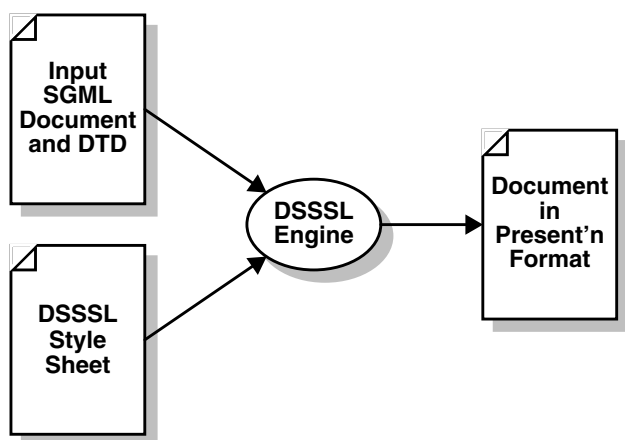 Input
SGML
Document
and DTD
DSSSL
Style
Sheet
DSSSL
Engine
Document
in
Present’n
Format